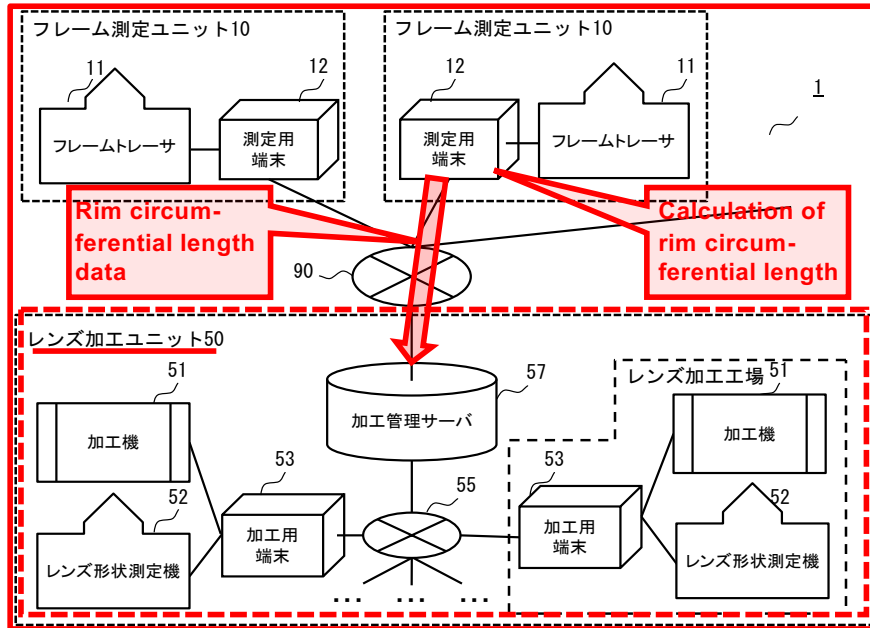 フレーム測定ユニット10
フレーム測定ユニット10
11
12
12
11
1
フレームトレーサ
測定用
端末
測定用
端末
フレームトレーサ
Rim circum-
ferential length
data
Calculation of
rim circum-
ferential length
90
レンズ加工ユニット50
51
57
レンズ加工工場
51
加工機
加工管理サーバ
加工機
53
55
53
52
52
加工用
端末
加工用
端末
レンズ形状測定機
レンズ形状測定機
... ... ...